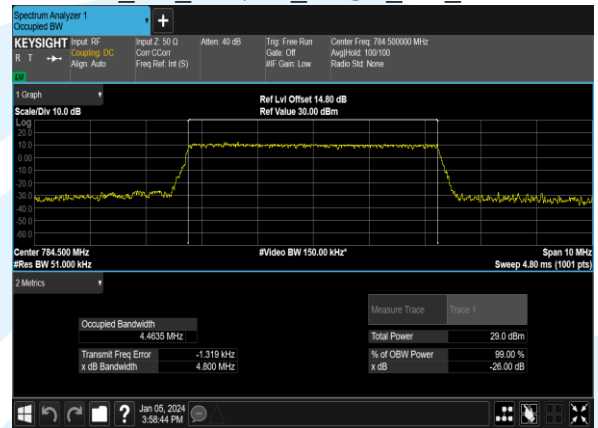 Spectrum Analyzer 1
Occupied BW
+
KEYSIGHT Input: RF Input Z: 50 Ω Atten: 40 dB Trig: Free Run Center Freq: 784.500000 MHz
R T Coupling: DC Corr CCorr Gate: Off Avg|Hold: 100/100
Align: Auto Freq Ref: Int (S) #IF Gain: Low Radio Std: None
1 Graph
Ref Lvl Offset 14.80 dB
Scale/Div 10.0 dB Ref Value 30.00 dBm
Log
20.0
10.0
0.00
-10.0
-20.0
-30.0
-40.0
-50.0
-60.0
Center 784.500 MHz #Video BW 150.00 kHz* Span 10 MHz
#Res BW 51.000 kHz Sweep 4.80 ms (1001 pts)
2 Metrics
Measure Trace Trace 1
Occupied Bandwidth
4.4635 MHz Total Power 29.0 dBm
Transmit Freq Error -1.319 kHz % of OBW Power 99.00 %
x dB Bandwidth 4.800 MHz x dB -26.00 dB
? Jan 05, 2024
3:58:44 PM